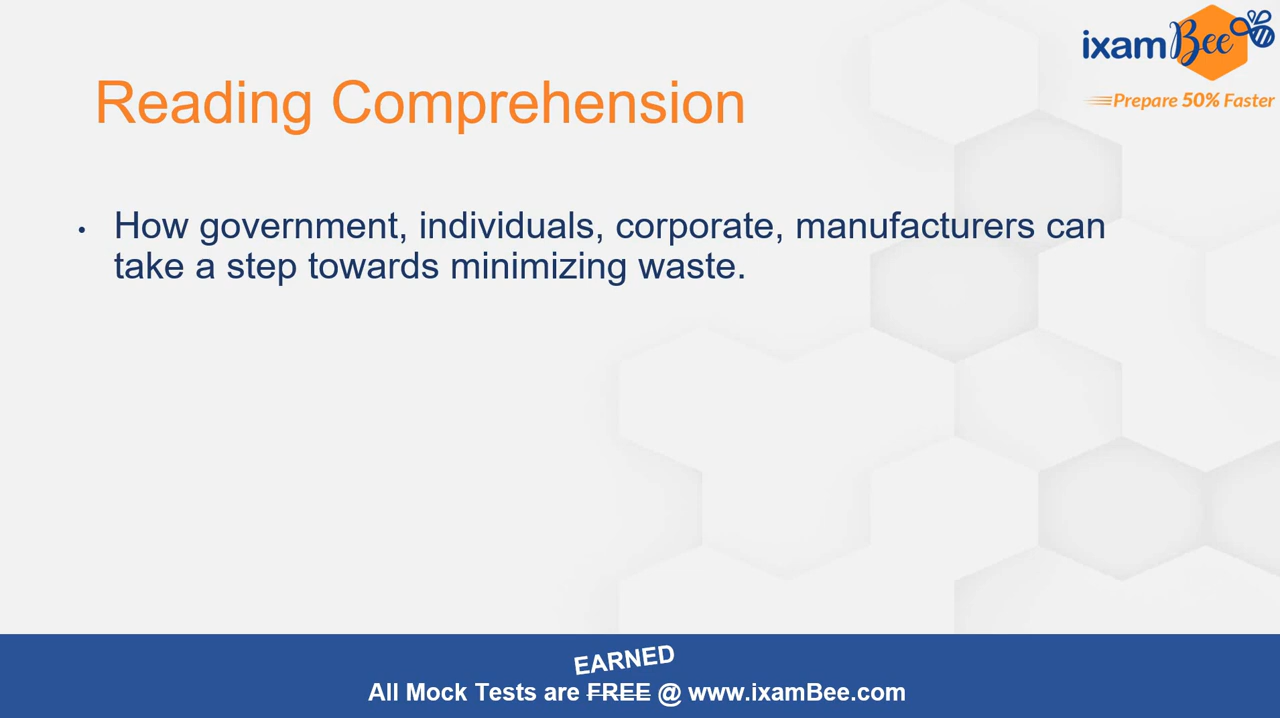 ixamBee
Prepare 50% Faster
Reading Comprehension
• How government, individuals, corporate, manufacturers can
take a step towards minimizing waste.
EARNED
All Mock Tests are FREE @ www.ixamBee.com